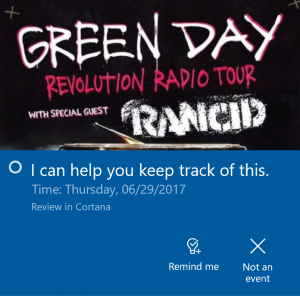 GREEN DAY
REVOLUTION RADIO TOUR
WITH SPECIAL GUEST RANCID
I can help you keep track of this.
Time: Thursday, 06/29/2017
Review in Cortana
Remind me
Not an
event